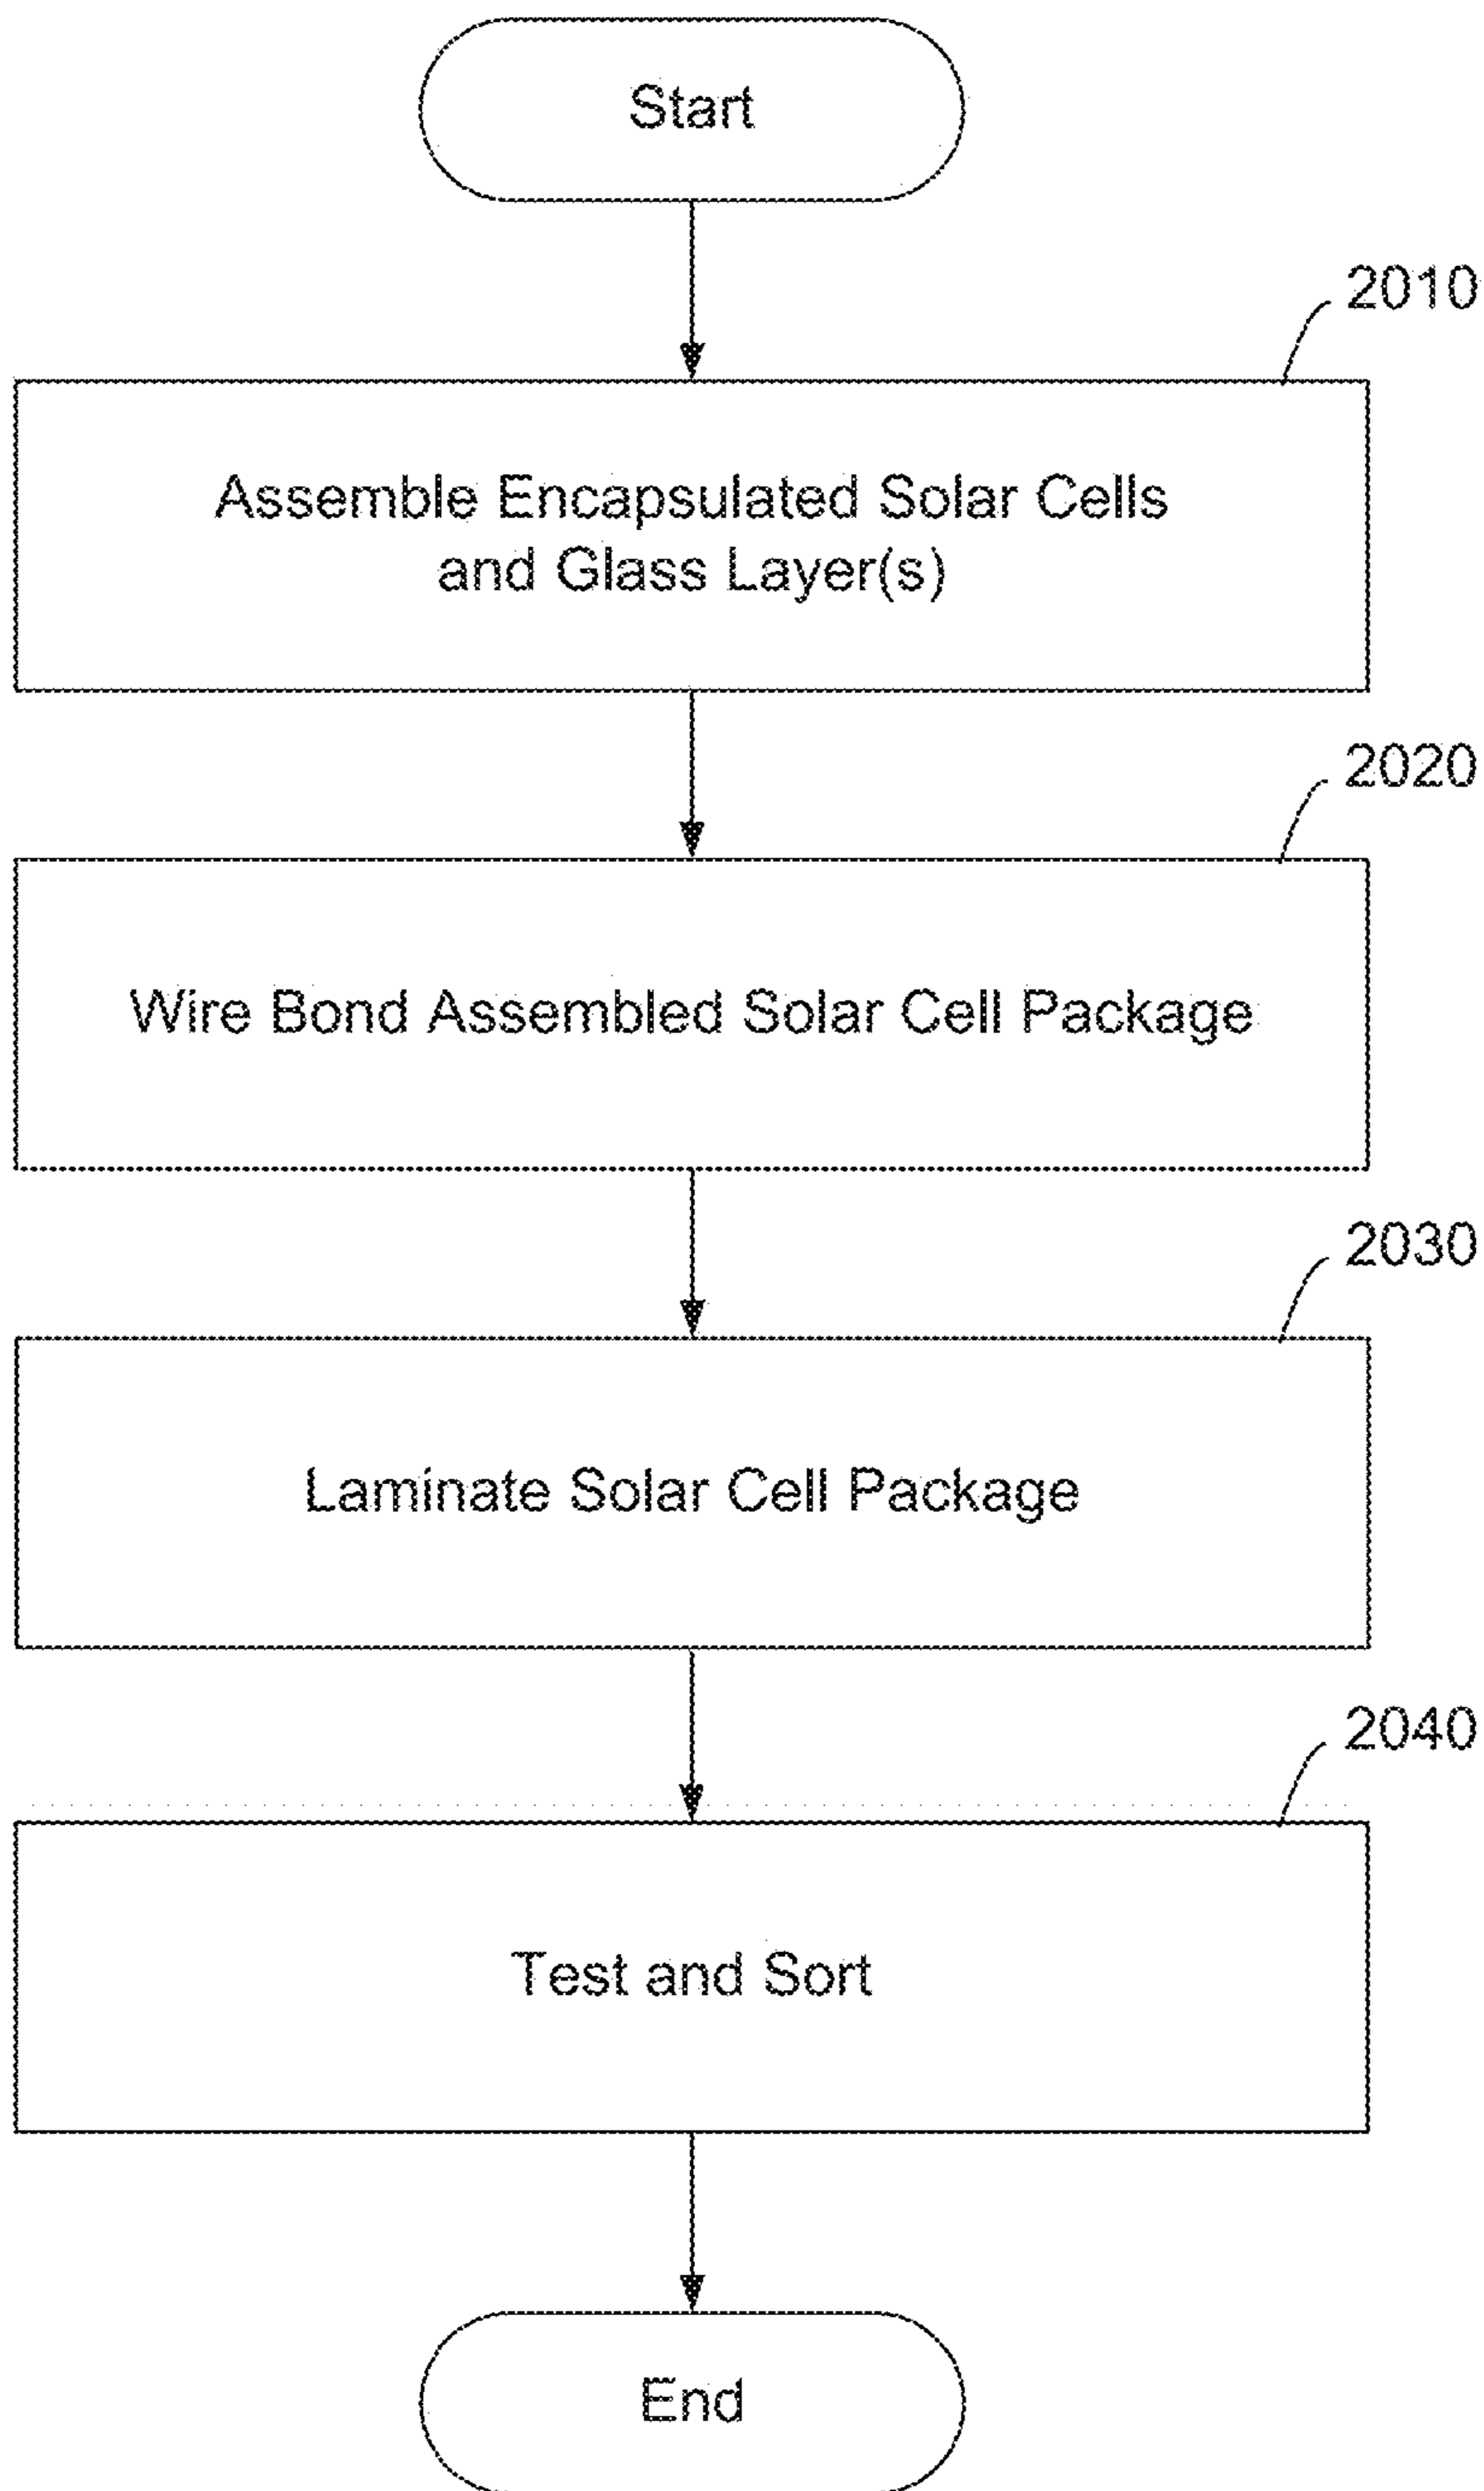 Start
2010
Assemble Encapsulated Solar Cells
and Glass Layer(s)
2020
Wire Bond Assembled Solar Cell Package
2030
Laminate Solar Cell Package
2040
Test and Sort
End